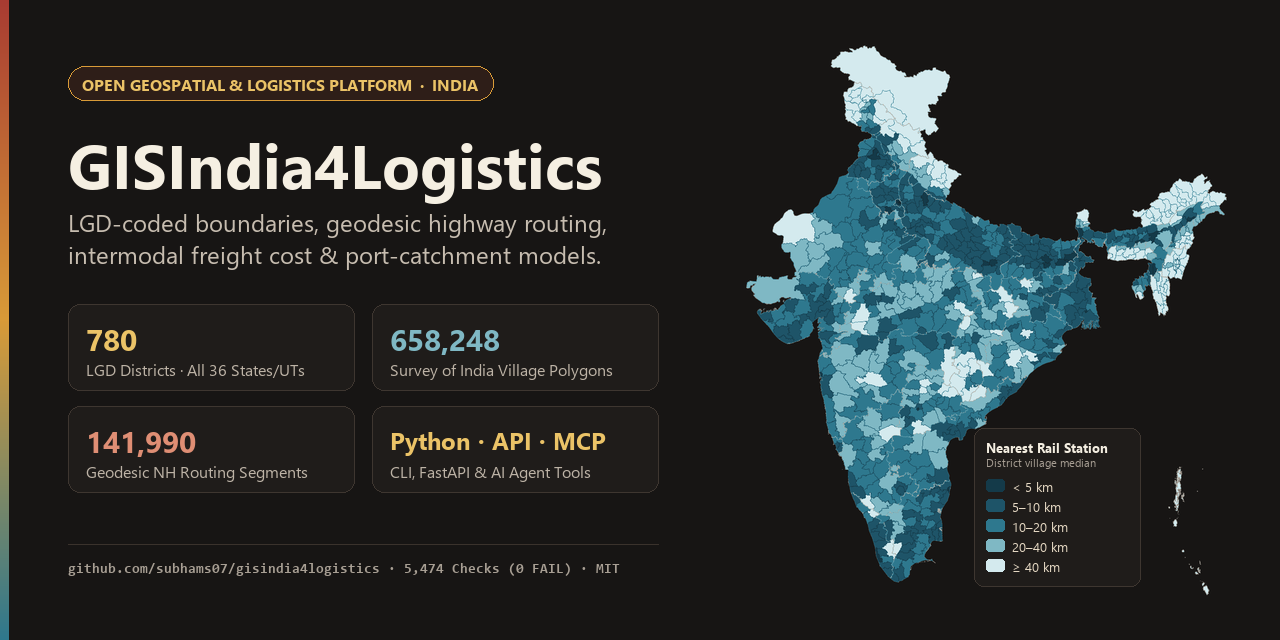 OPEN GEOSPATIAL & LOGISTICS PLATFORM · INDIA
GISIndia4Logistics
LGD-coded boundaries, geodesic highway routing,
intermodal freight cost & port-catchment models.
780
LGD Districts · All 36 States/UTs
658,248
Survey of India Village Polygons
141,990
Geodesic NH Routing Segments
Python · API · MCP
CLI, FastAPI & AI Agent Tools
github.com/subhams07/gisindia4logistics · 5,474 Checks (0 FAIL) · MIT
Nearest Rail Station
District village median
< 5 km
5–10 km
10–20 km
20–40 km
≥ 40 km